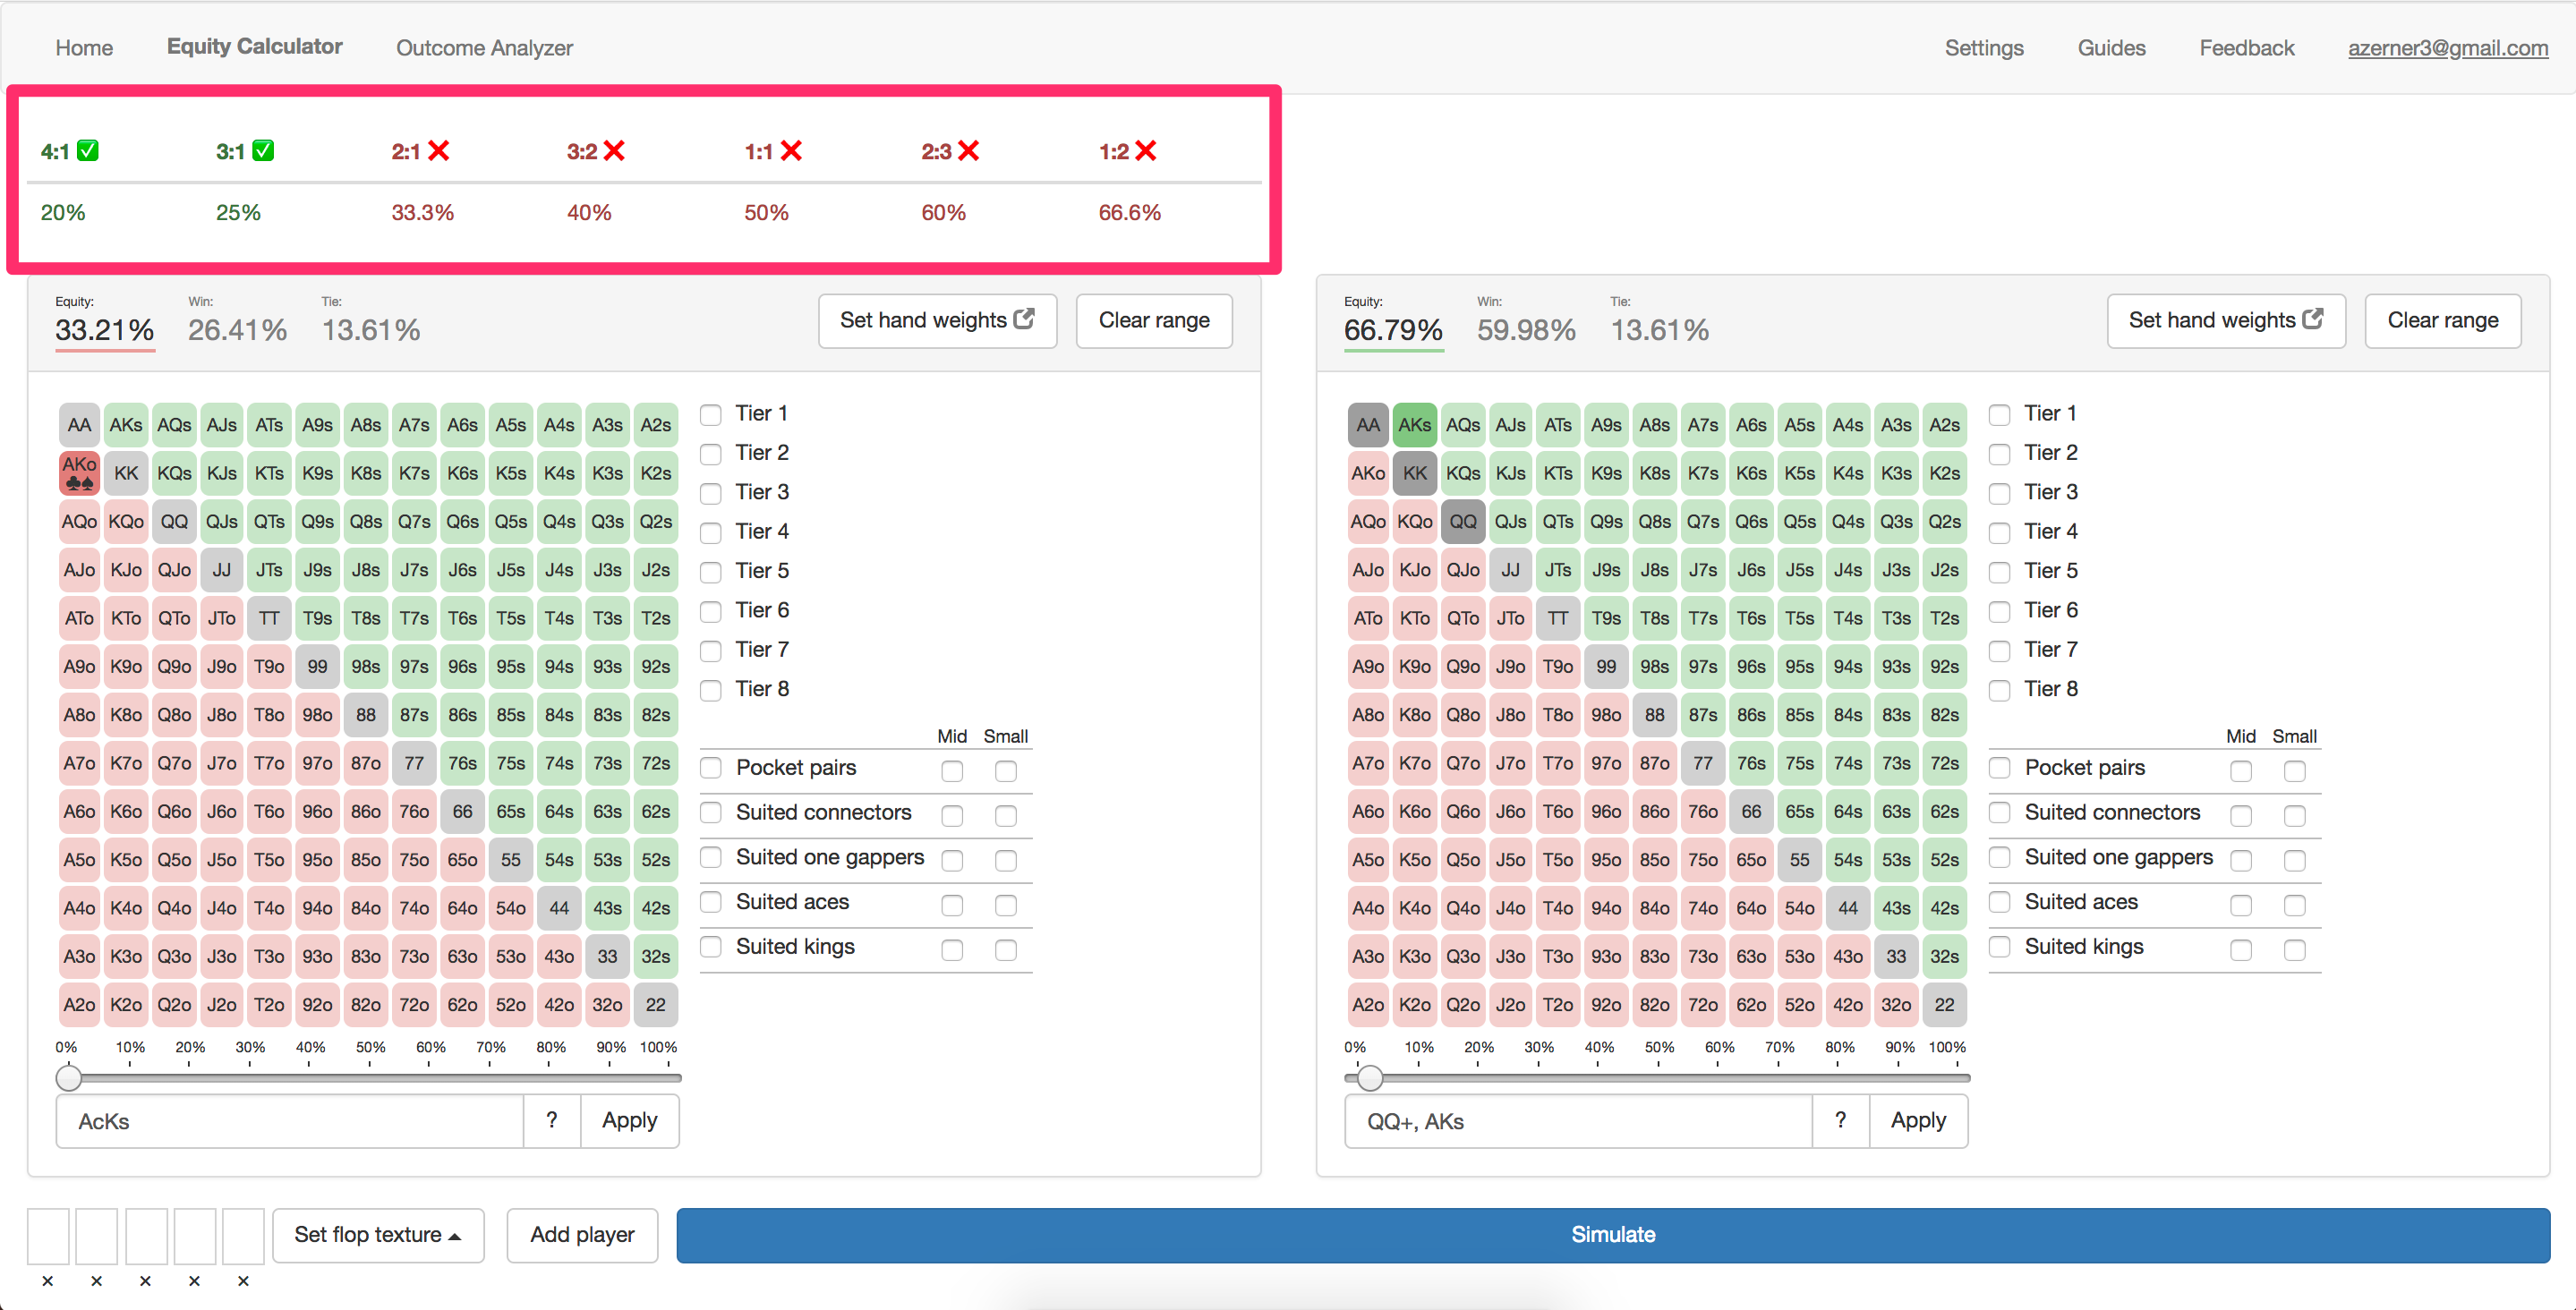 Home Equity Calculator Outcome Analyzer Settings Guides Feedback azerner3@gmail.com
4:1 ✅ 3:1 ✅ 2:1 ❌ 3:2 ❌ 1:1 ❌ 2:3 ❌ 1:2 ❌
20% 25% 33.3% 40% 50% 60% 66.6%
Equity: Win: Tie:
33.21% 26.41% 13.61% Set hand weights Clear range
AA AKs AQs AJs ATs A9s A8s A7s A6s A5s A4s A3s A2s
AKo ♣♠ KK KQs KJs KTs K9s K8s K7s K6s K5s K4s K3s K2s
AQo KQo QQ QJs QTs Q9s Q8s Q7s Q6s Q5s Q4s Q3s Q2s
AJo KJo QJo JJ JTs J9s J8s J7s J6s J5s J4s J3s J2s
ATo KTo QTo JTo TT T9s T8s T7s T6s T5s T4s T3s T2s
A9o K9o Q9o J9o T9o 99 98s 97s 96s 95s 94s 93s 92s
A8o K8o Q8o J8o T8o 98o 88 87s 86s 85s 84s 83s 82s
A7o K7o Q7o J7o T7o 97o 87o 77 76s 75s 74s 73s 72s
A6o K6o Q6o J6o T6o 96o 86o 76o 66 65s 64s 63s 62s
A5o K5o Q5o J5o T5o 95o 85o 75o 65o 55 54s 53s 52s
A4o K4o Q4o J4o T4o 94o 84o 74o 64o 54o 44 43s 42s
A3o K3o Q3o J3o T3o 93o 83o 73o 63o 53o 43o 33 32s
A2o K2o Q2o J2o T2o 92o 82o 72o 62o 52o 42o 32o 22
0% 10% 20% 30% 40% 50% 60% 70% 80% 90% 100%
AcKs ? Apply
Tier 1
Tier 2
Tier 3
Tier 4
Tier 5
Tier 6
Tier 7
Tier 8
Mid Small
Pocket pairs
Suited connectors
Suited one gappers
Suited aces
Suited kings
Equity: Win: Tie:
66.79% 59.98% 13.61% Set hand weights Clear range
AA AKs AQs AJs ATs A9s A8s A7s A6s A5s A4s A3s A2s
AKo KK KQs KJs KTs K9s K8s K7s K6s K5s K4s K3s K2s
AQo KQo QQ QJs QTs Q9s Q8s Q7s Q6s Q5s Q4s Q3s Q2s
AJo KJo QJo JJ JTs J9s J8s J7s J6s J5s J4s J3s J2s
ATo KTo QTo JTo TT T9s T8s T7s T6s T5s T4s T3s T2s
A9o K9o Q9o J9o T9o 99 98s 97s 96s 95s 94s 93s 92s
A8o K8o Q8o J8o T8o 98o 88 87s 86s 85s 84s 83s 82s
A7o K7o Q7o J7o T7o 97o 87o 77 76s 75s 74s 73s 72s
A6o K6o Q6o J6o T6o 96o 86o 76o 66 65s 64s 63s 62s
A5o K5o Q5o J5o T5o 95o 85o 75o 65o 55 54s 53s 52s
A4o K4o Q4o J4o T4o 94o 84o 74o 64o 54o 44 43s 42s
A3o K3o Q3o J3o T3o 93o 83o 73o 63o 53o 43o 33 32s
A2o K2o Q2o J2o T2o 92o 82o 72o 62o 52o 42o 32o 22
0% 10% 20% 30% 40% 50% 60% 70% 80% 90% 100%
QQ+, AKs ? Apply
Tier 1
Tier 2
Tier 3
Tier 4
Tier 5
Tier 6
Tier 7
Tier 8
Mid Small
Pocket pairs
Suited connectors
Suited one gappers
Suited aces
Suited kings
Set flop texture Add player Simulate
× × × × ×